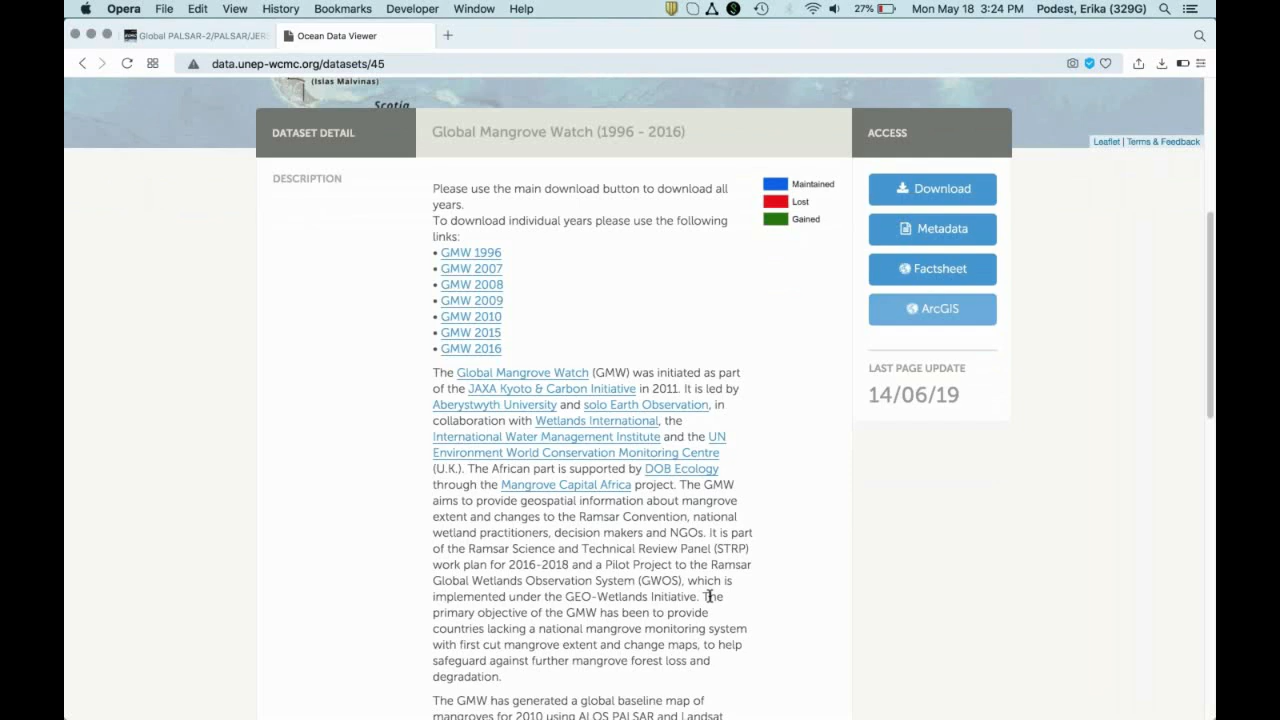 Opera File Edit View History Bookmarks Developer Window Help 27% Mon May 18 3:24 PM Podest, Erika (329G)
Global PALSAR-2/PALSAR/JERS Ocean Data Viewer
data.unep-wcmc.org/datasets/45
(Islas Malvinas)
Scotia
Leaflet | Terms & Feedback
DATASET DETAIL
Global Mangrove Watch (1996 - 2016)
ACCESS
DESCRIPTION
Please use the main download button to download all
years.
To download individual years please use the following
links:
• GMW 1996
• GMW 2007
• GMW 2008
• GMW 2009
• GMW 2010
• GMW 2015
• GMW 2016
Maintained
Lost
Gained
The Global Mangrove Watch (GMW) was initiated as part
of the JAXA Kyoto & Carbon Initiative in 2011. It is led by
Aberystwyth University and solo Earth Observation, in
collaboration with Wetlands International, the
International Water Management Institute and the UN
Environment World Conservation Monitoring Centre
(U.K.). The African part is supported by DOB Ecology
through the Mangrove Capital Africa project. The GMW
aims to provide geospatial information about mangrove
extent and changes to the Ramsar Convention, national
wetland practitioners, decision makers and NGOs. It is part
of the Ramsar Science and Technical Review Panel (STRP)
work plan for 2016-2018 and a Pilot Project to the Ramsar
Global Wetlands Observation System (GWOS), which is
implemented under the GEO-Wetlands Initiative. The
primary objective of the GMW has been to provide
countries lacking a national mangrove monitoring system
with first cut mangrove extent and change maps, to help
safeguard against further mangrove forest loss and
degradation.
The GMW has generated a global baseline map of
mangroves for 2010 using ALOS PALSAR and Landsat
Download
Metadata
Factsheet
ArcGIS
LAST PAGE UPDATE
14/06/19